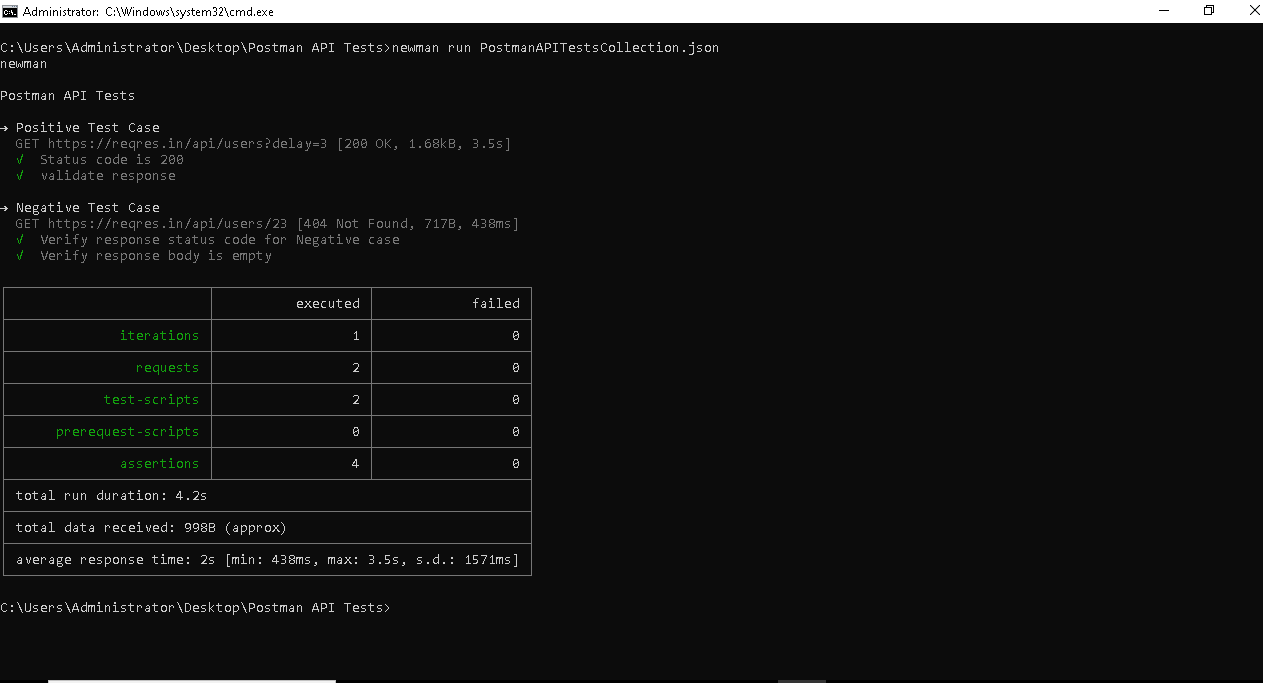 Administrator: C:\Windows\system32\cmd.exe
C:\Users\Administrator\Desktop\Postman API Tests>newman run PostmanAPITestsCollection.json
newman
Postman API Tests
→ Positive Test Case
GET https://reqres.in/api/users?delay=3 [200 OK, 1.68kB, 3.5s]
√ Status code is 200
√ validate response
→ Negative Test Case
GET https://reqres.in/api/users/23 [404 Not Found, 717B, 438ms]
√ Verify response status code for Negative case
√ Verify response body is empty
executed failed
iterations 1 0
requests 2 0
test-scripts 2 0
prerequest-scripts 0 0
assertions 4 0
total run duration: 4.2s
total data received: 998B (approx)
average response time: 2s [min: 438ms, max: 3.5s, s.d.: 1571ms]
C:\Users\Administrator\Desktop\Postman API Tests>